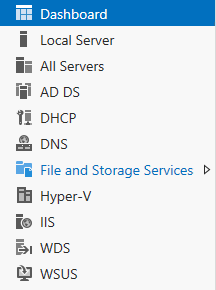 Dashboard
Local Server
All Servers
AD DS
DHCP
DNS
File and Storage Services
Hyper-V
IIS
WDS
WSUS